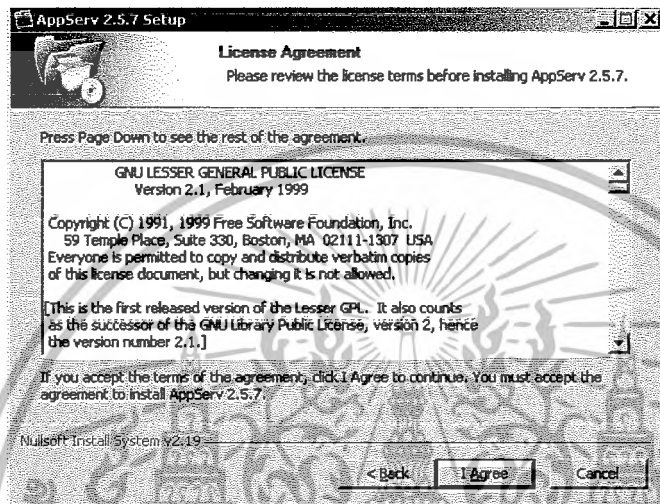 AppServ 2.5.7 Setup
License Agreement
Please review the license terms before installing AppServ 2.5.7.
Press Page Down to see the rest of the agreement.
GNU LESSER GENERAL PUBLIC LICENSE
Version 2.1, February 1999
Copyright (C) 1991, 1999 Free Software Foundation, Inc.
59 Temple Place, Suite 330, Boston, MA 02111-1307 USA
Everyone is permitted to copy and distribute verbatim copies
of this license document, but changing it is not allowed.
[This is the first released version of the Lesser GPL. It also counts
as the successor of the GNU Library Public License, version 2, hence
the version number 2.1.]
If you accept the terms of the agreement, click I Agree to continue. You must accept the
agreement to install AppServ 2.5.7.
Nullsoft Install System v2.19
< Back I Agree Cancel